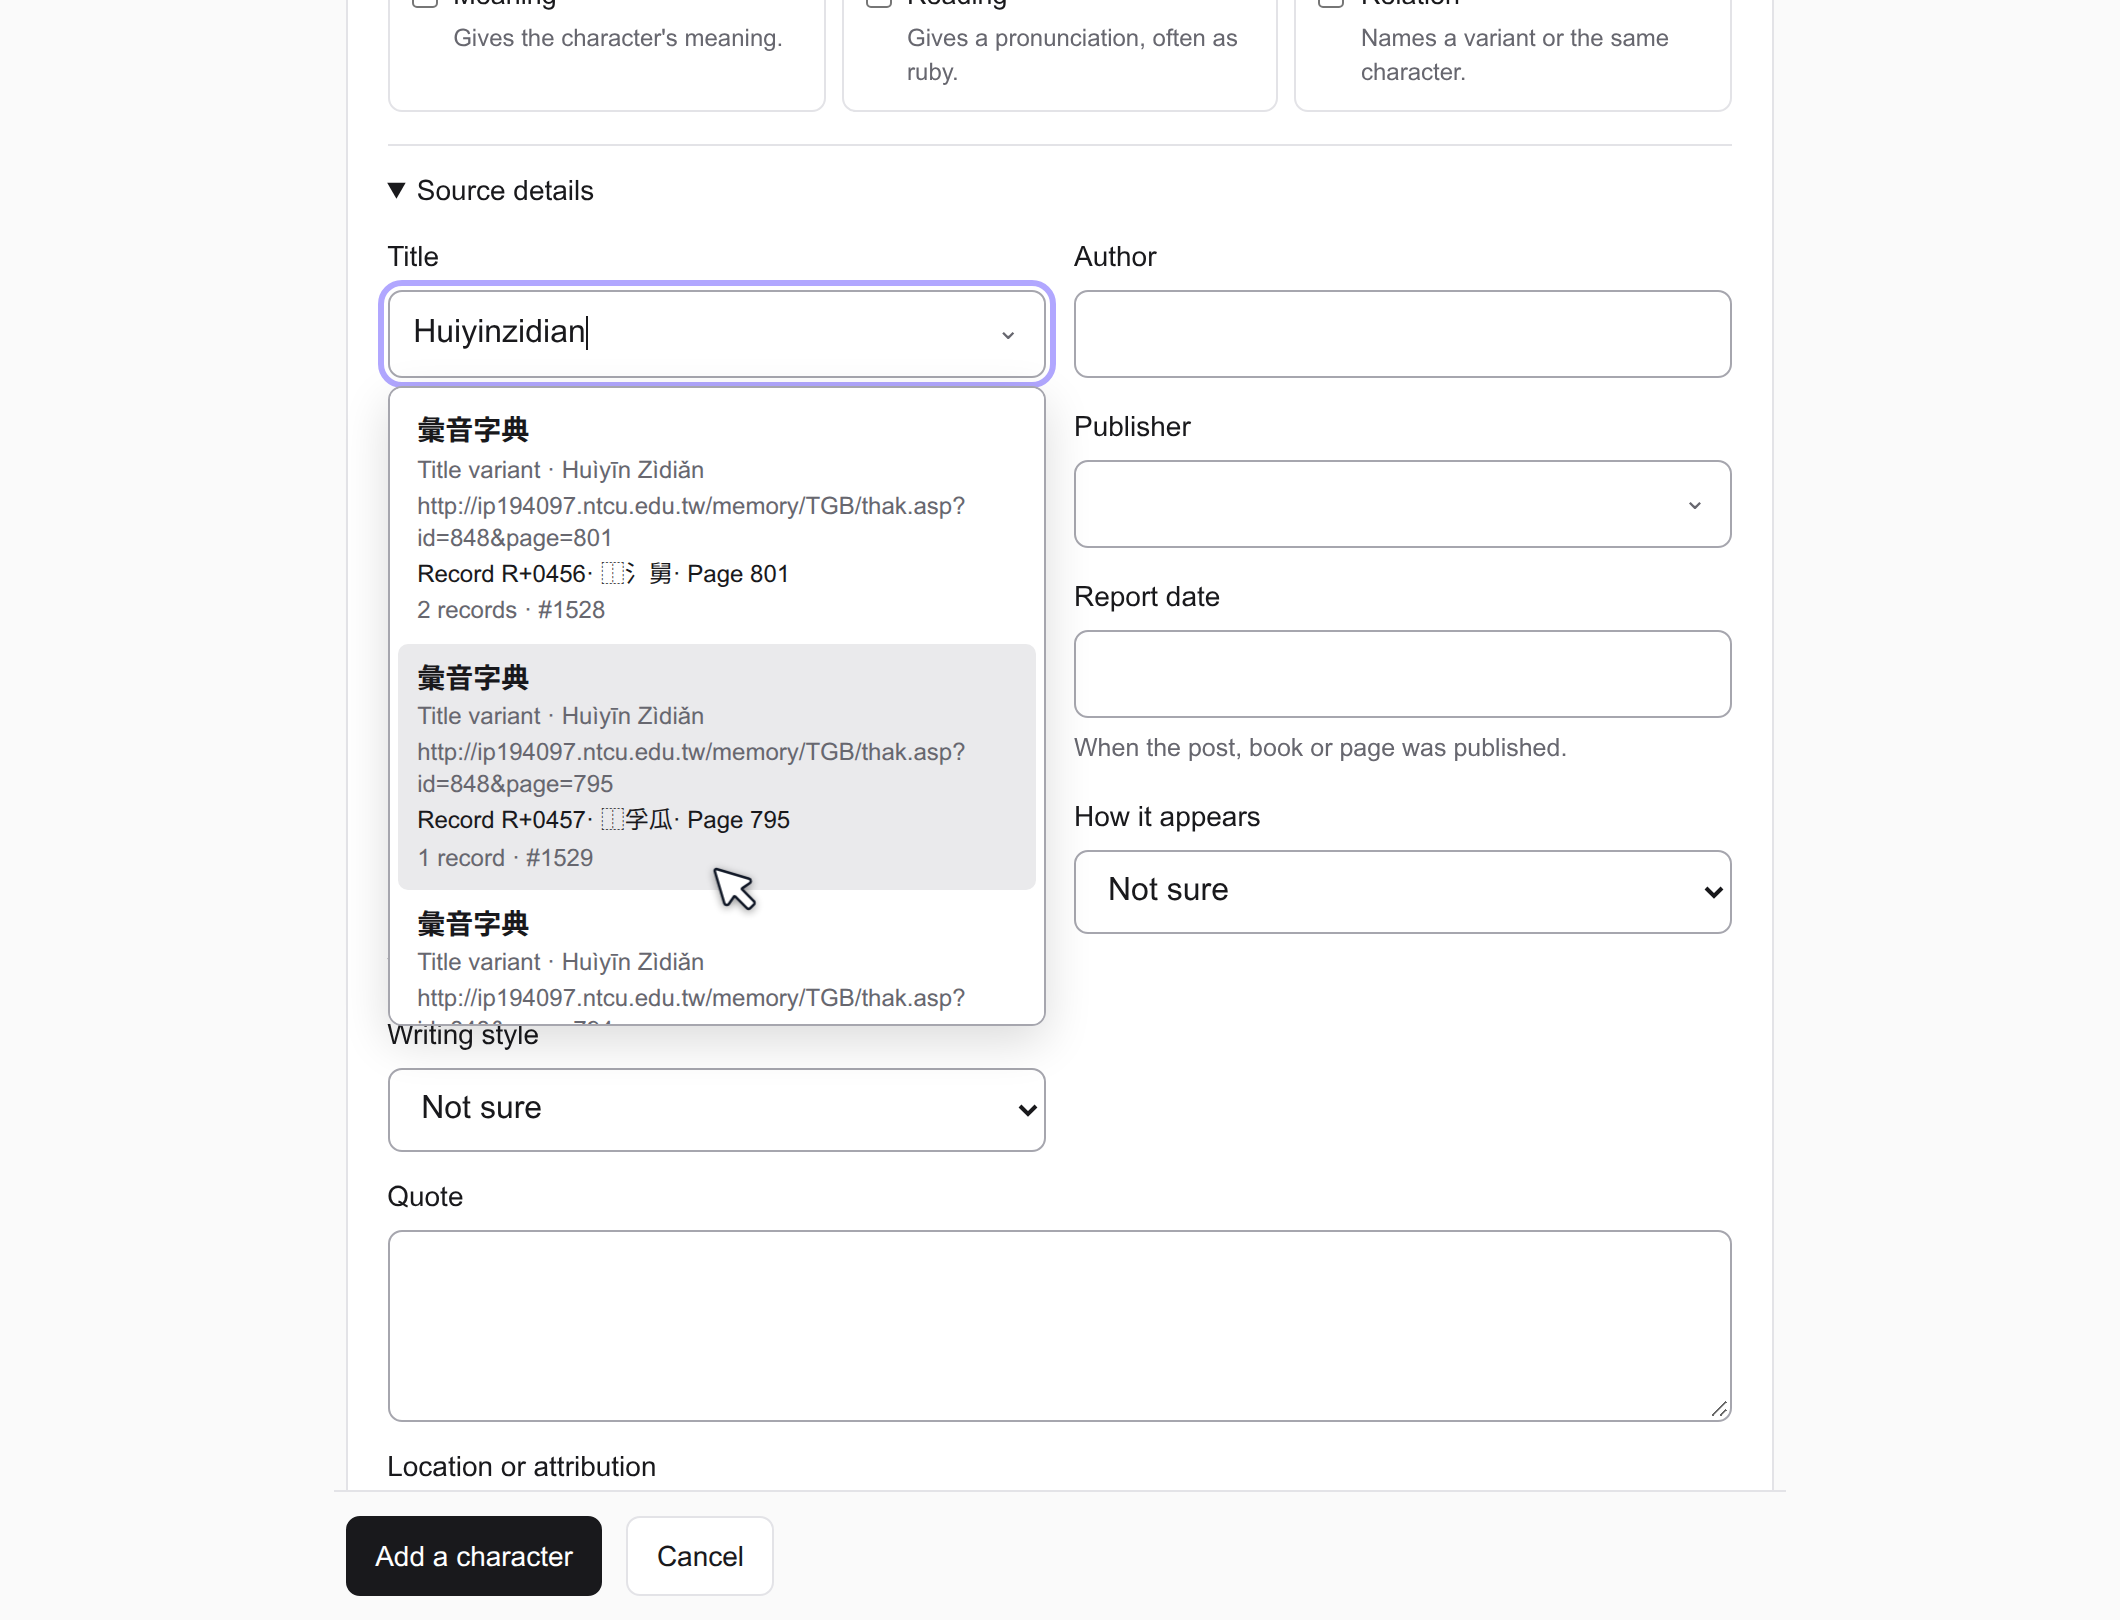 Meaning
Gives the character's meaning.
Reading
Gives a pronunciation, often as
ruby.
Relation
Names a variant or the same
character.
▼ Source details
Title
Huiyinzidian
彙音字典
Title variant · Huìyīn Zìdiǎn
http://ip194097.ntcu.edu.tw/memory/TGB/thak.asp?
id=848&page=801
Record R+0456· ⿰氵舅· Page 801
2 records · #1528
彙音字典
Title variant · Huìyīn Zìdiǎn
http://ip194097.ntcu.edu.tw/memory/TGB/thak.asp?
id=848&page=795
Record R+0457· ⿰孚瓜· Page 795
1 record · #1529
彙音字典
Title variant · Huìyīn Zìdiǎn
http://ip194097.ntcu.edu.tw/memory/TGB/thak.asp?
Author
Publisher
Report date
When the post, book or page was published.
How it appears
Not sure
Writing style
Not sure
Quote
Location or attribution
Add a character
Cancel